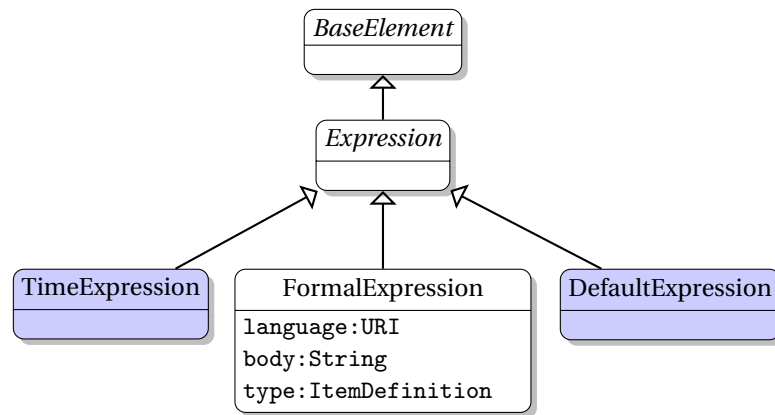 BaseElement
Expression
TimeExpression
FormalExpression
language:URI
body:String
type:ItemDefinition
DefaultExpression